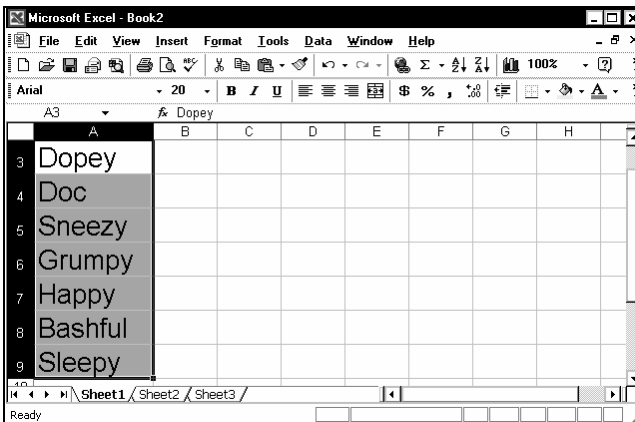 Microsoft Excel - Book2
File Edit View Insert Format Tools Data Window Help
100%
Arial 20 B I U $ % ,
A3 fx Dopey
A B C D E F G H
3 Dopey
4 Doc
5 Sneezy
6 Grumpy
7 Happy
8 Bashful
9 Sleepy
Sheet1 Sheet2 Sheet3
Ready